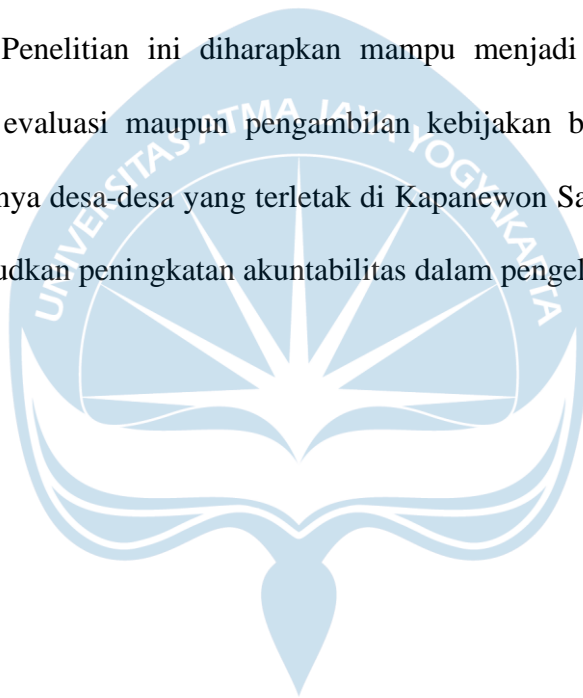 Penelitian ini diharapkan mampu menjadi
evaluasi maupun pengambilan kebijakan b
nya desa-desa yang terletak di Kapanewon Sa
udkan peningkatan akuntabilitas dalam pengel
UNIVERSITAS ATMA JAYA YOGYAKARTA